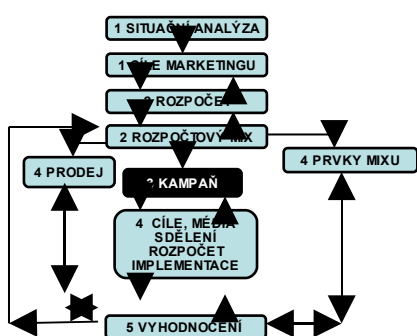 1 SITUAČNÍ ANALÝZA
1 CÍLE MARKETINGU
2 ROZPOČET
2 ROZPOČTOVÝ MIX
4 PRODEJ
3 KAMPAŇ
4 PRVKY MIXU
4 CÍLE, MÉDIA
SDĚLENÍ
ROZPOČET
IMPLEMENTACE
5 VYHODNOCENÍ